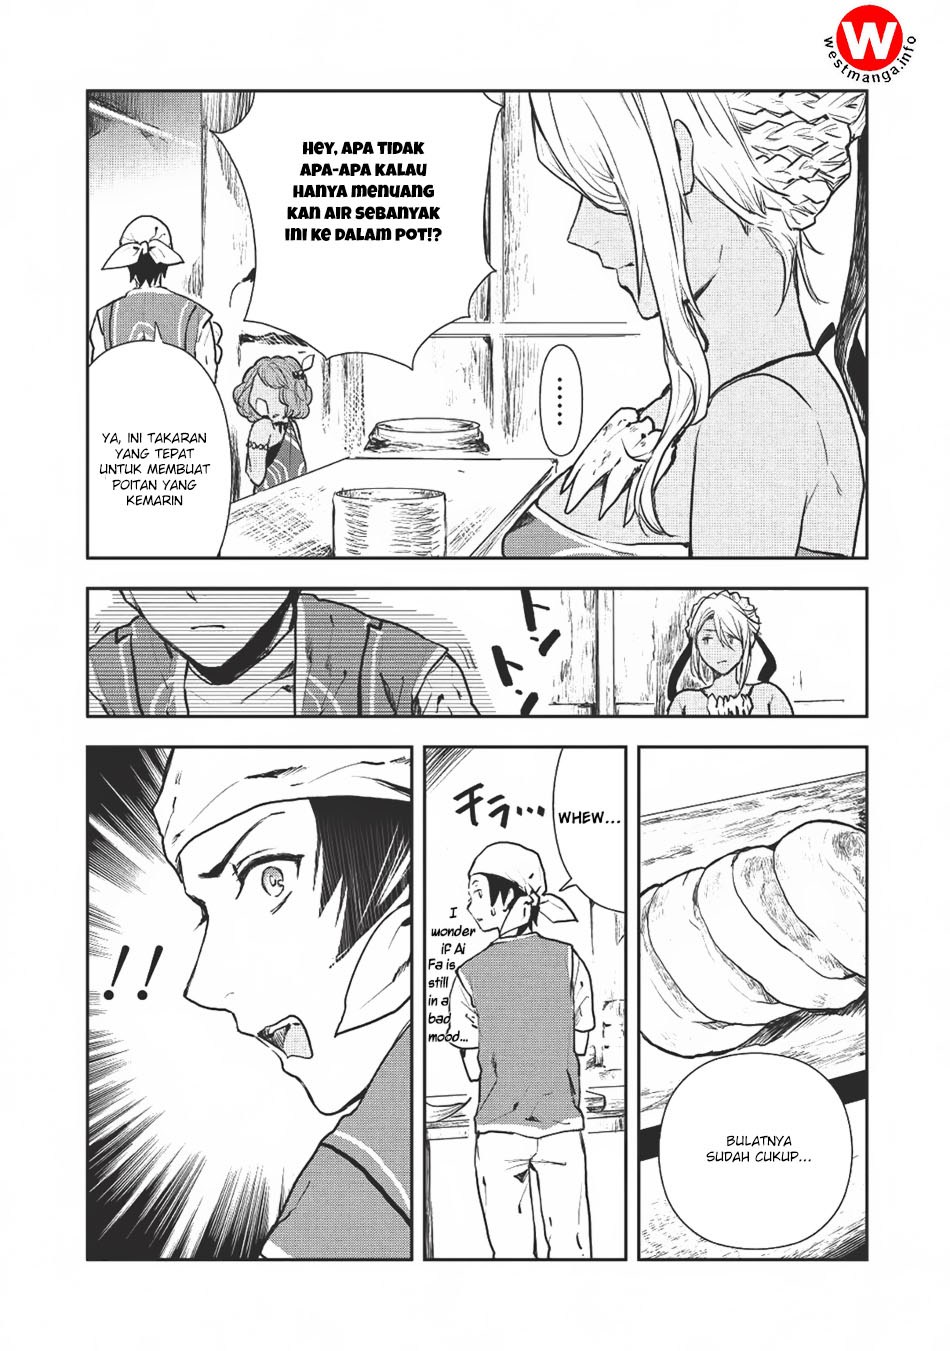 W
westmanga.info
Hey, apa tidak
apa-apa kalau
hanya menuang
kan air sebanyak
ini ke dalam pot!?
.......
YA, INI TAKARAN
YANG TEPAT
UNTUK MEMBUAT
POITAN YANG
KEMARIN
トントン
BULATNYA
SUDAH CUKUP...
WHEW...
チラ...
I
wonder
if Ai
Fa is
still
in a
bad
mood...
!!